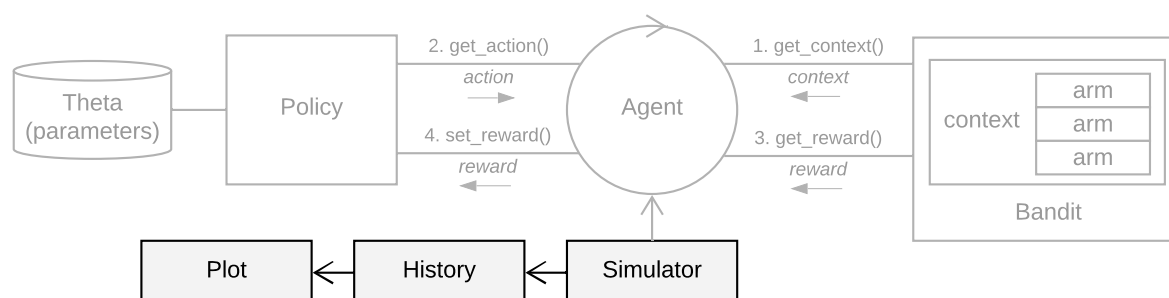 2. get_action()
1. get_context()
action
context
Theta
(parameters)
Policy
Agent
context
arm
arm
arm
4. set_reward()
3. get_reward()
reward
reward
Bandit
Plot
History
Simulator